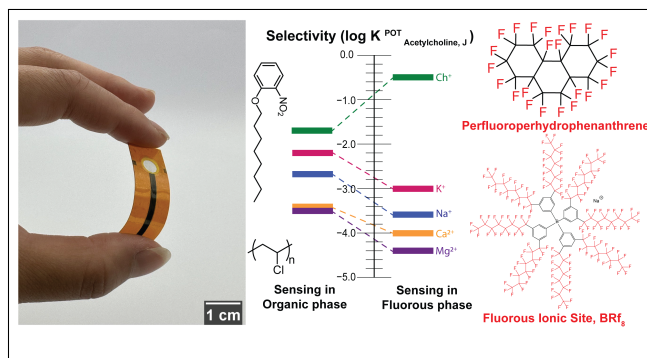 1 cm
Selectivity (log K POT Acetylcholine, J )
0.0
-1.0
-2.0
-3.0
-4.0
-5.0
Ch⁺
K⁺
Na⁺
Ca²⁺
Mg²⁺
O
NO₂
n
Cl
Sensing in
Organic phase
Sensing in
Fluorous phase
F F F F F F F F F F F F F F F F F F F F F F F F
Perfluoroperhydrophenanthrene
Na⊕
Fluorous Ionic Site, BRf₈